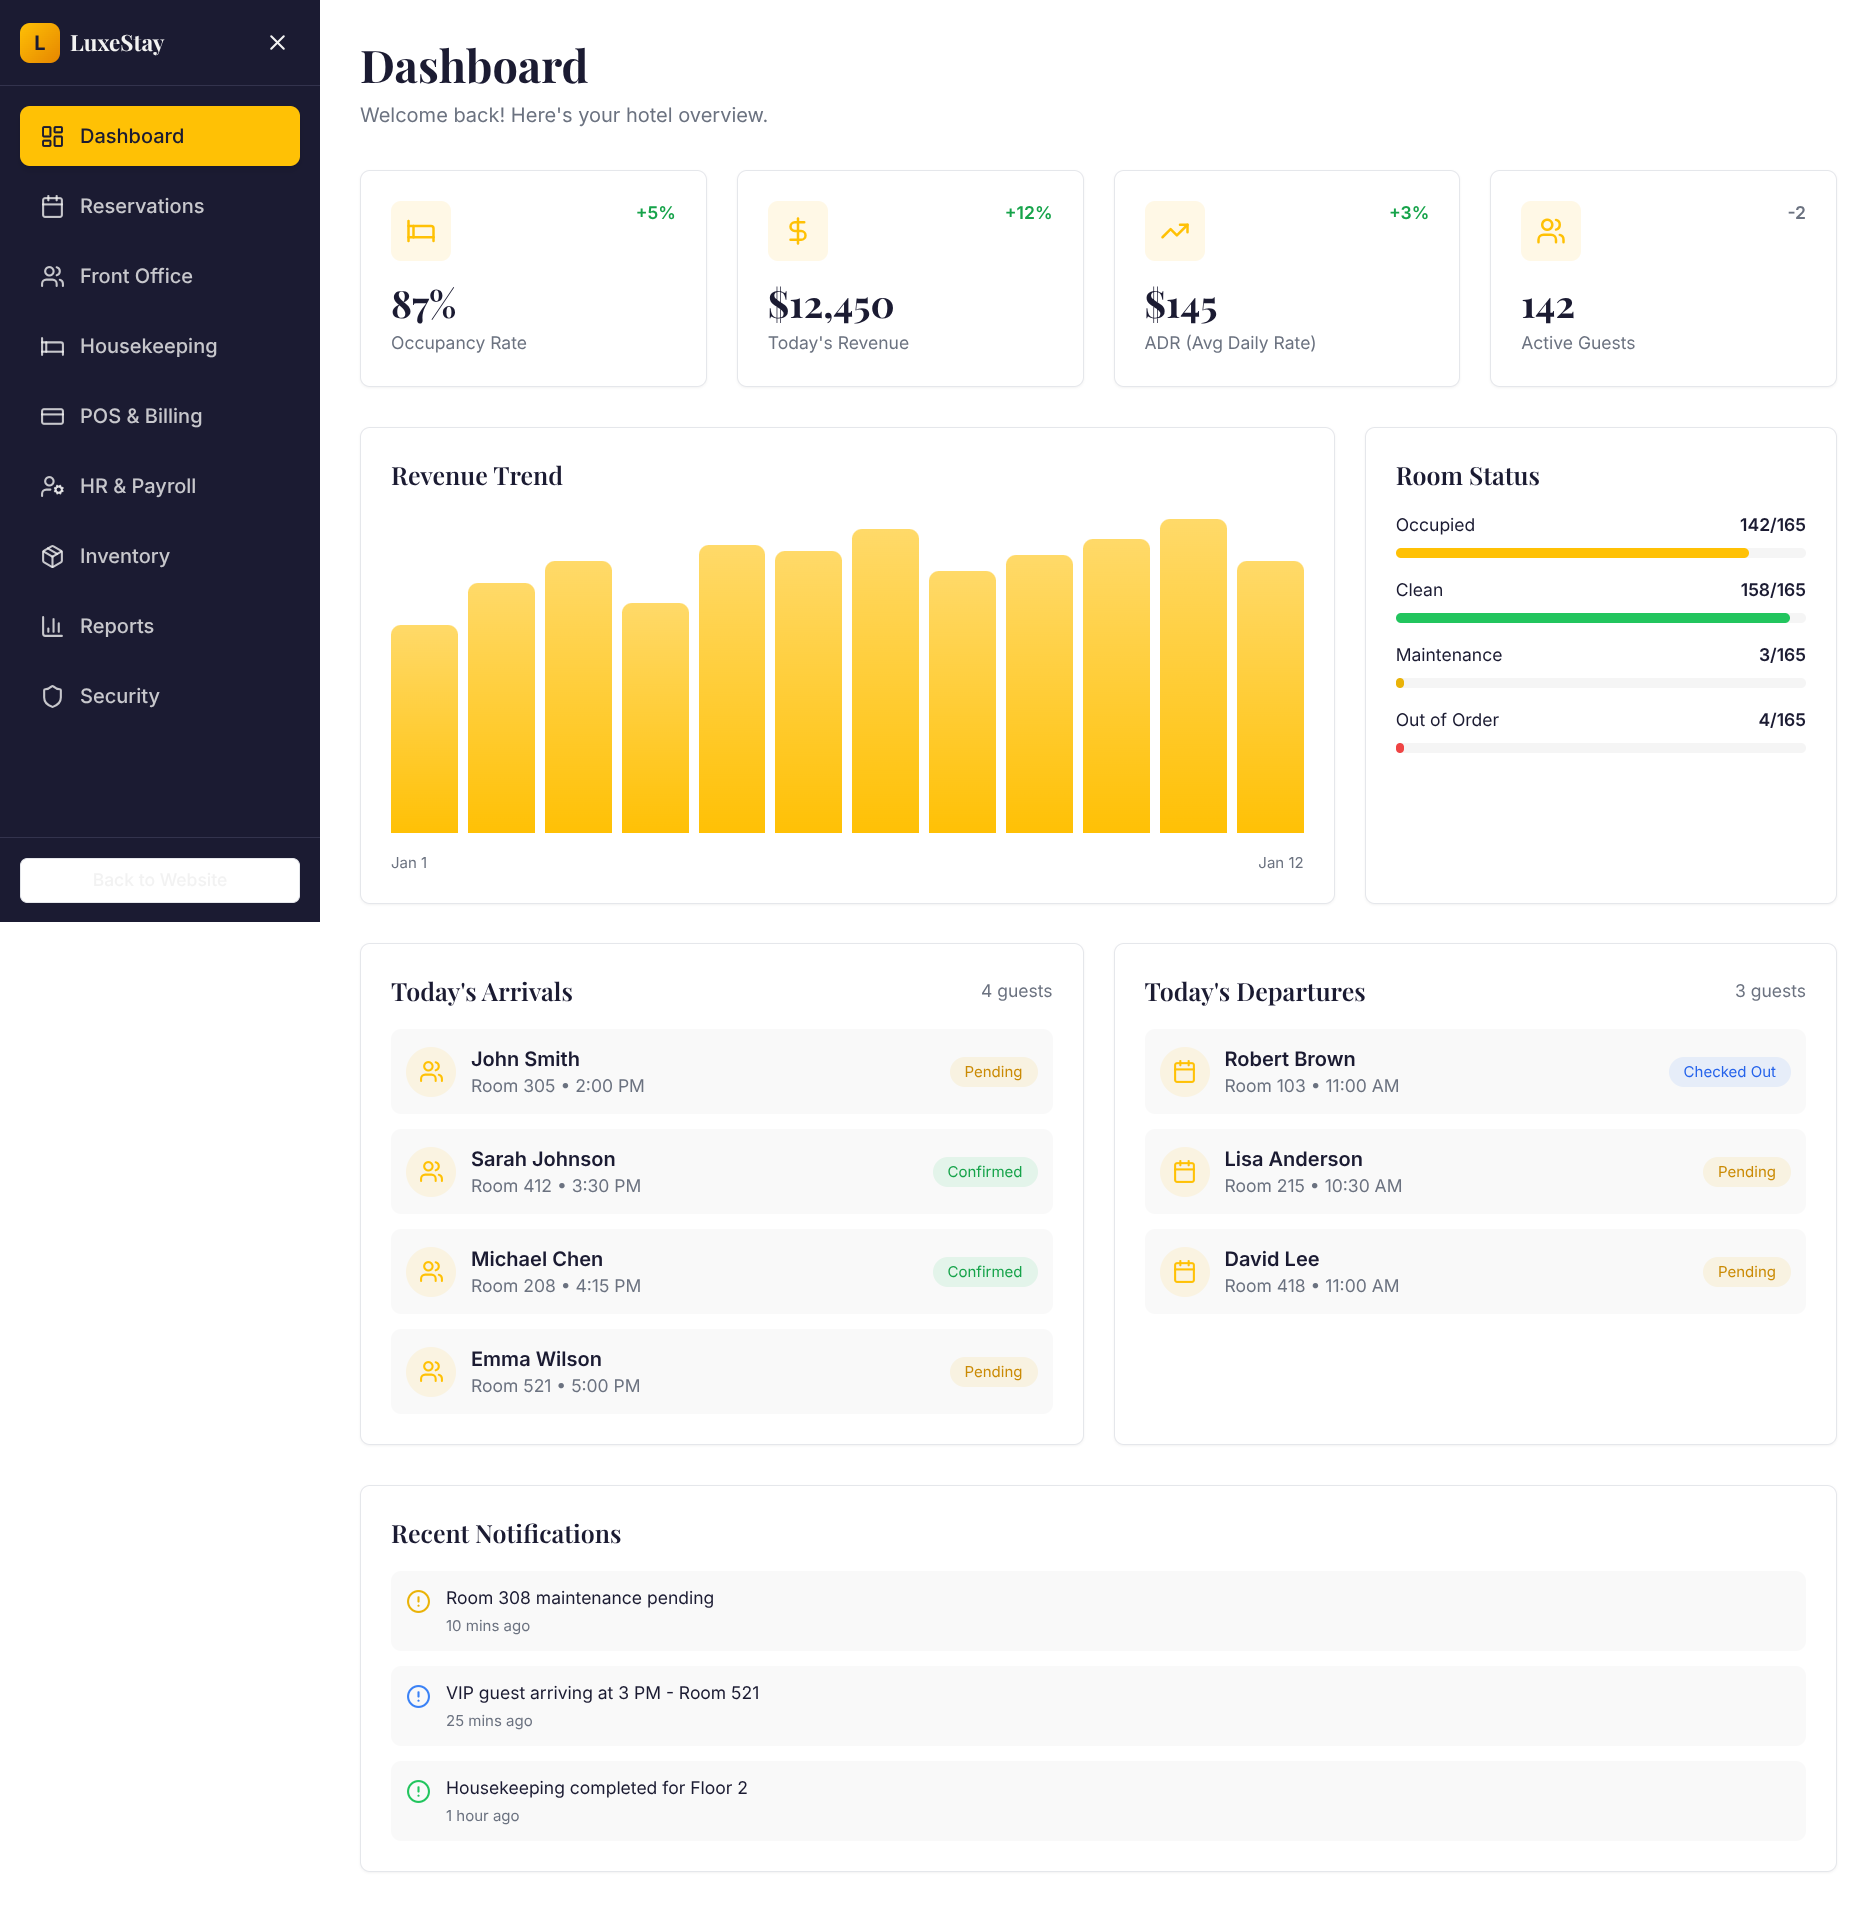 L LuxeStay
Dashboard
Reservations
Front Office
Housekeeping
POS & Billing
HR & Payroll
Inventory
Reports
Security
Back to Website
Dashboard
Welcome back! Here's your hotel overview.
+5%
87%
Occupancy Rate
+12%
$12,450
Today's Revenue
+3%
$145
ADR (Avg Daily Rate)
-2
142
Active Guests
Revenue Trend
Jan 1 Jan 12
Room Status
Occupied 142/165
Clean 158/165
Maintenance 3/165
Out of Order 4/165
Today's Arrivals 4 guests
John Smith
Room 305 • 2:00 PM
Pending
Sarah Johnson
Room 412 • 3:30 PM
Confirmed
Michael Chen
Room 208 • 4:15 PM
Confirmed
Emma Wilson
Room 521 • 5:00 PM
Pending
Today's Departures 3 guests
Robert Brown
Room 103 • 11:00 AM
Checked Out
Lisa Anderson
Room 215 • 10:30 AM
Pending
David Lee
Room 418 • 11:00 AM
Pending
Recent Notifications
Room 308 maintenance pending
10 mins ago
VIP guest arriving at 3 PM - Room 521
25 mins ago
Housekeeping completed for Floor 2
1 hour ago